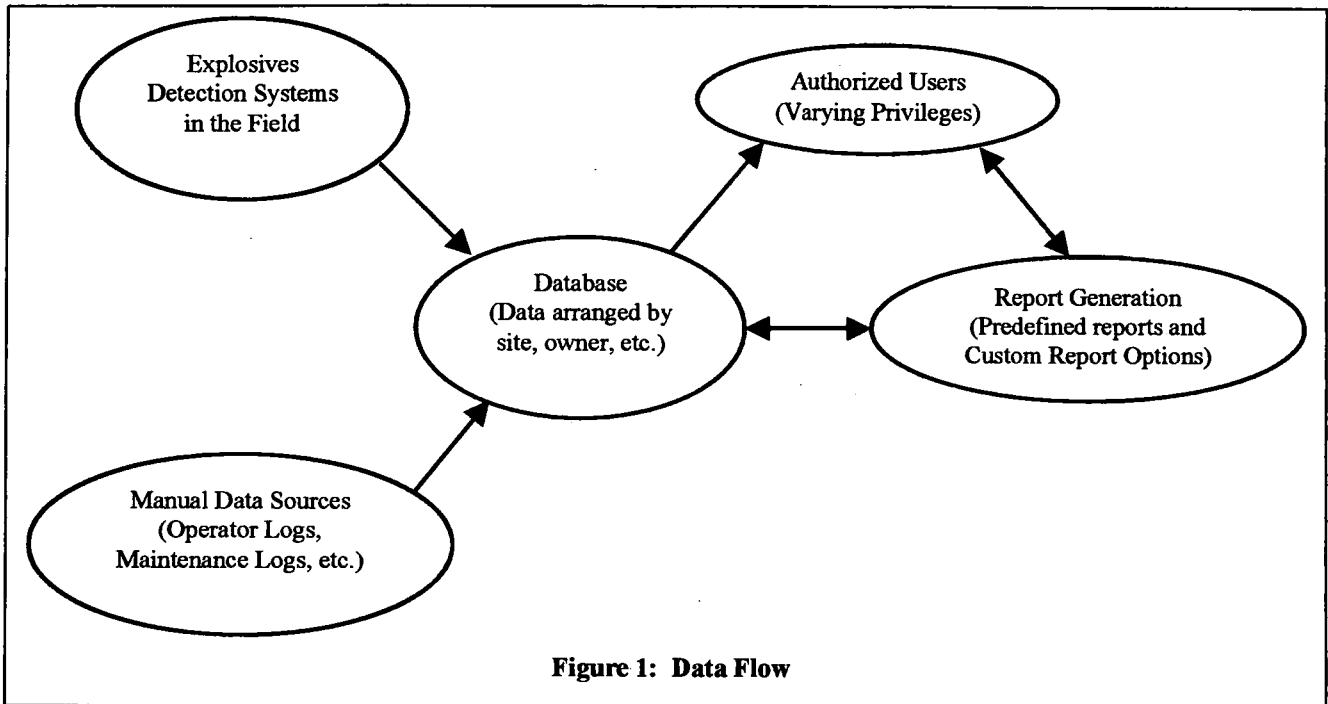 Explosives
Detection Systems
in the Field
Authorized Users
(Varying Privileges)
Database
(Data arranged by
site, owner, etc.)
Report Generation
(Predefined reports and
Custom Report Options)
Manual Data Sources
(Operator Logs,
Maintenance Logs, etc.)
Figure 1: Data Flow